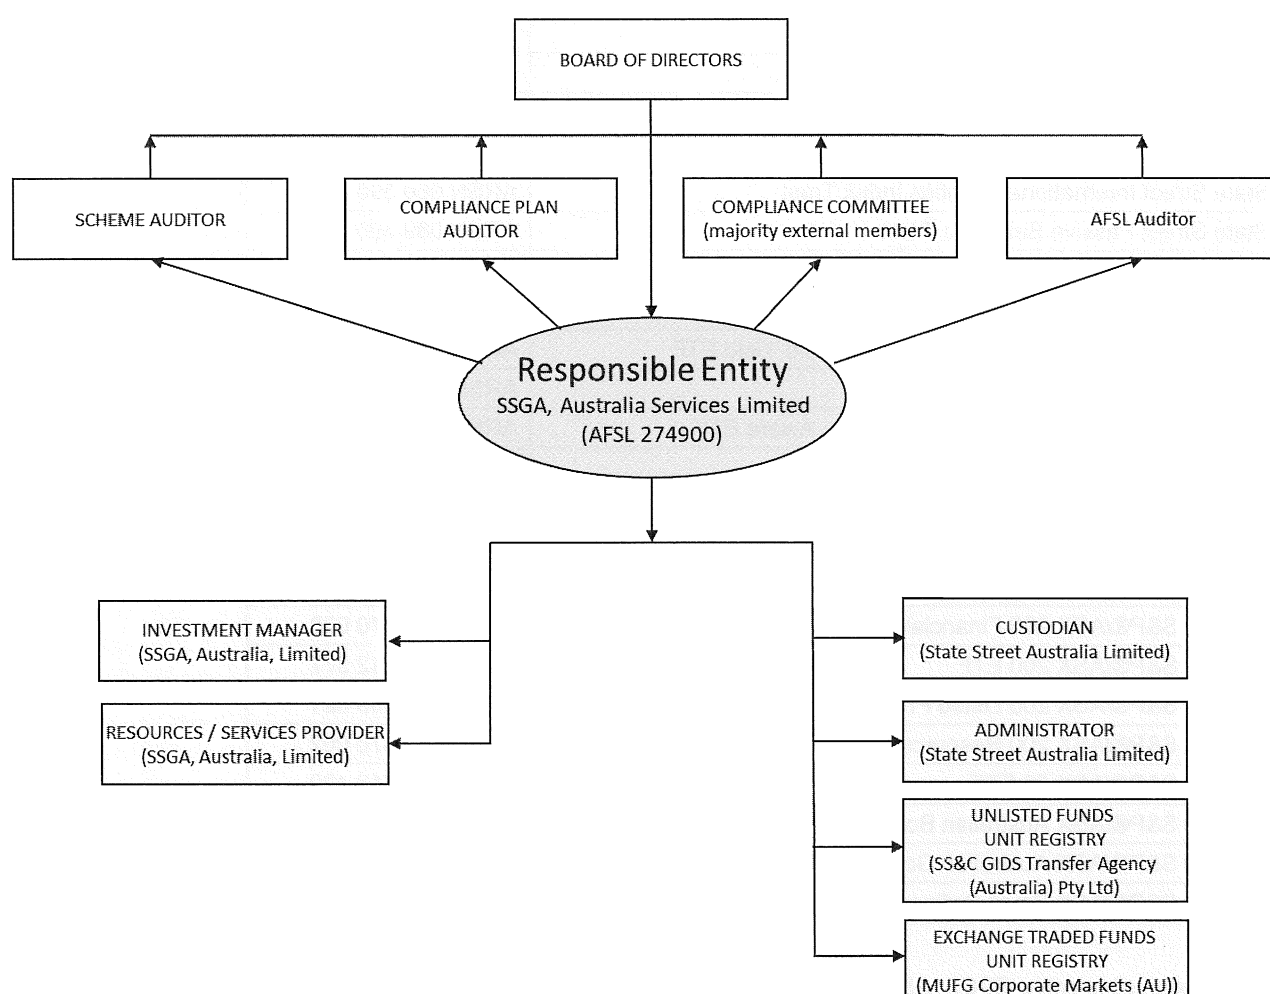 BOARD OF DIRECTORS
SCHEME AUDITOR
COMPLIANCE PLAN
AUDITOR
COMPLIANCE COMMITTEE
(majority external members)
AFSL Auditor
Responsible Entity
SSGA, Australia Services Limited
(AFSL 274900)
INVESTMENT MANAGER
(SSGA, Australia, Limited)
RESOURCES / SERVICES PROVIDER
(SSGA, Australia, Limited)
CUSTODIAN
(State Street Australia Limited)
ADMINISTRATOR
(State Street Australia Limited)
UNLISTED FUNDS
UNIT REGISTRY
(SS&C GIDS Transfer Agency
(Australia) Pty Ltd)
EXCHANGE TRADED FUNDS
UNIT REGISTRY
(MUFG Corporate Markets (AU))